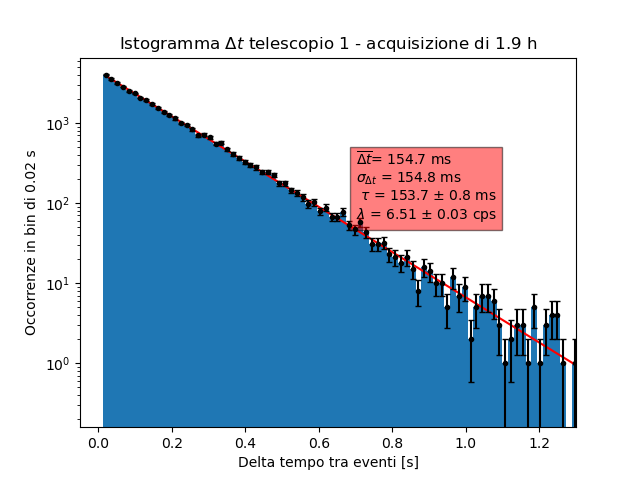 Istogramma Δt telescopio 1 - acquisizione di 1.9 h
Occorrenze in bin di 0.02 s
10³
10²
10¹
10⁰
Δt̅= 154.7 ms
σ_Δt = 154.8 ms
τ = 153.7 ± 0.8 ms
λ = 6.51 ± 0.03 cps
0.0 0.2 0.4 0.6 0.8 1.0 1.2
Delta tempo tra eventi [s]